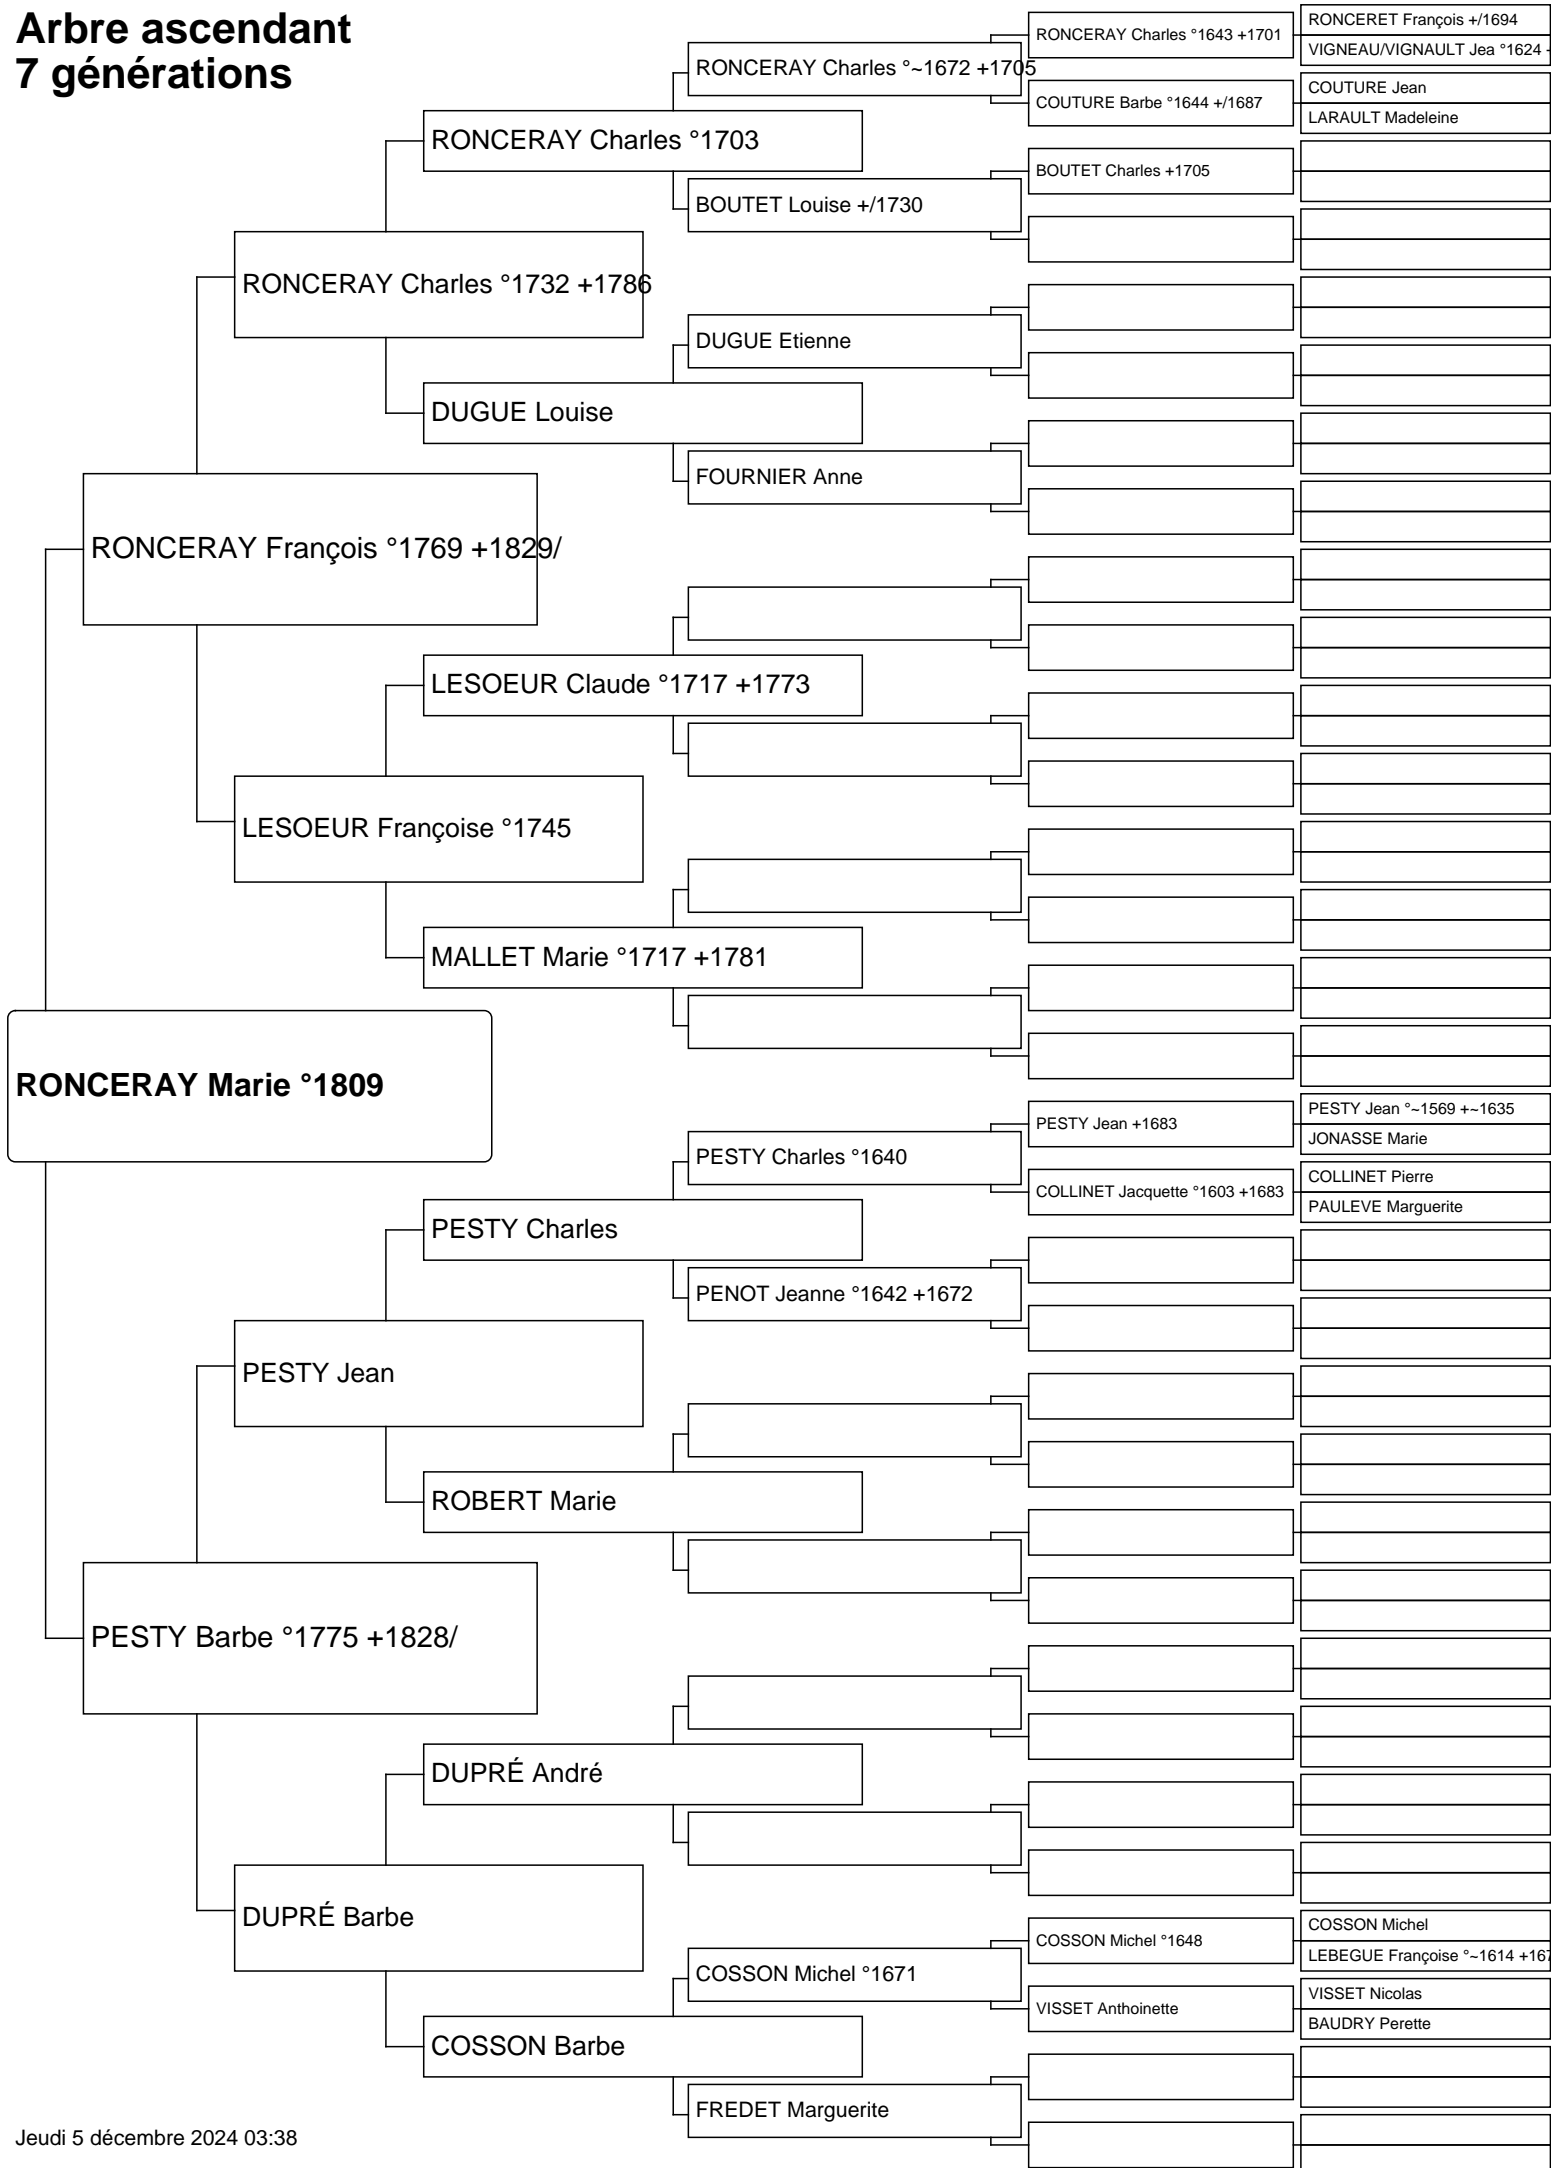 Arbre ascendant
7 générations
RONCERAY Marie °1809
RONCERAY François °1769 +1829/
PESTY Barbe °1775 +1828/
RONCERAY Charles °1732 +1786
LESOEUR Françoise °1745
PESTY Jean
DUPRÉ Barbe
RONCERAY Charles °1703
DUGUE Louise
LESOEUR Claude °1717 +1773
MALLET Marie °1717 +1781
PESTY Charles
ROBERT Marie
DUPRÉ André
COSSON Barbe
RONCERAY Charles °~1672 +1705
BOUTET Louise +/1730
DUGUE Etienne
FOURNIER Anne
PESTY Charles °1640
PENOT Jeanne °1642 +1672
COSSON Michel °1671
FREDET Marguerite
RONCERAY Charles °1643 +1701
COUTURE Barbe °1644 +/1687
BOUTET Charles +1705
PESTY Jean +1683
COLLINET Jacquette °1603 +1683
COSSON Michel °1648
VISSET Anthoinette
RONCERET François +/1694
VIGNEAU/VIGNAULT Jea °1624
COUTURE Jean
LARAULT Madeleine
PESTY Jean °~1569 +~1635
JONASSE Marie
COLLINET Pierre
PAULEVE Marguerite
COSSON Michel
LEBEGUE Françoise °~1614 +167
VISSET Nicolas
BAUDRY Perette
Jeudi 5 décembre 2024 03:38